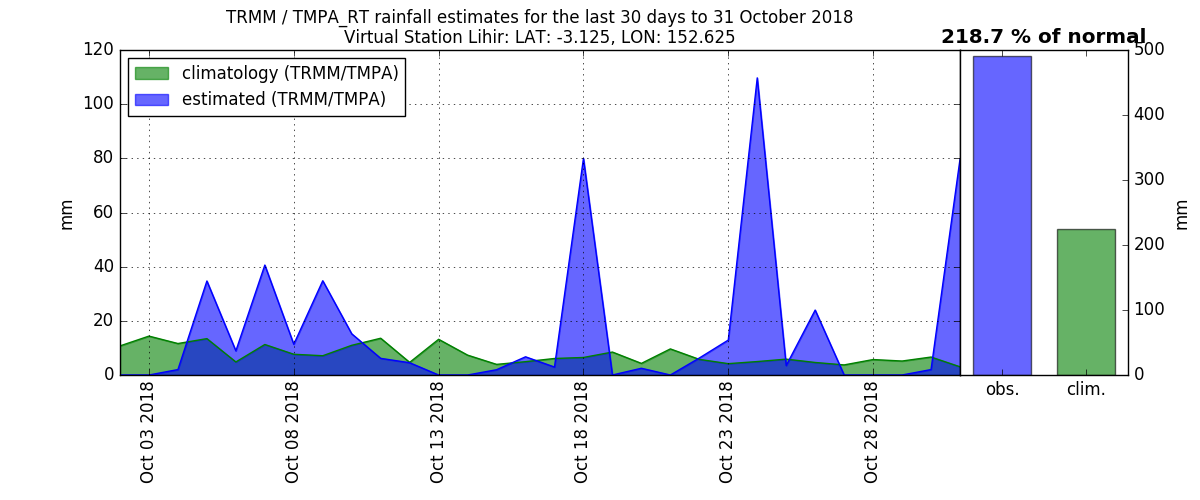 TRMM / TMPA_RT rainfall estimates for the last 30 days to 31 October 2018
Virtual Station Lihir: LAT: -3.125, LON: 152.625
218.7 % of normal
climatology (TRMM/TMPA)
estimated (TRMM/TMPA)
120
100
80
60
40
20
0
mm
Oct 03 2018
Oct 08 2018
Oct 13 2018
Oct 18 2018
Oct 23 2018
Oct 28 2018
500
400
300
200
100
0
mm
obs.
clim.